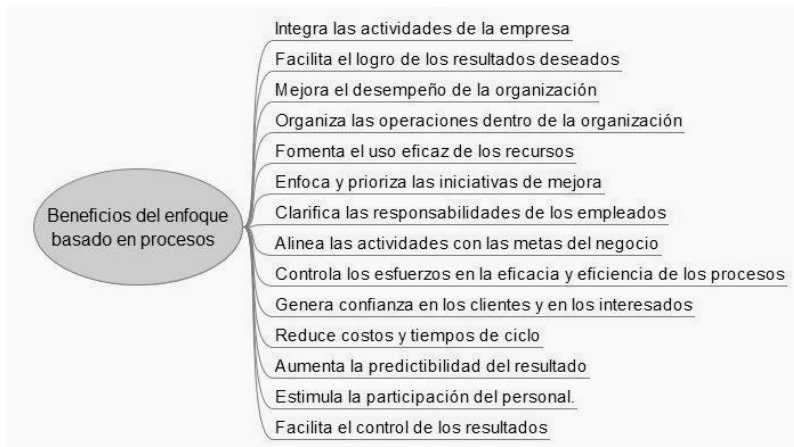 Beneficios del enfoque
basado en procesos
Integra las actividades de la empresa
Facilita el logro de los resultados deseados
Mejora el desempeño de la organización
Organiza las operaciones dentro de la organización
Fomenta el uso eficaz de los recursos
Enfoca y prioriza las iniciativas de mejora
Clarifica las responsabilidades de los empleados
Alinea las actividades con las metas del negocio
Controla los esfuerzos en la eficacia y eficiencia de los procesos
Genera confianza en los clientes y en los interesados
Reduce costos y tiempos de ciclo
Aumenta la predictibilidad del resultado
Estimula la participación del personal.
Facilita el control de los resultados